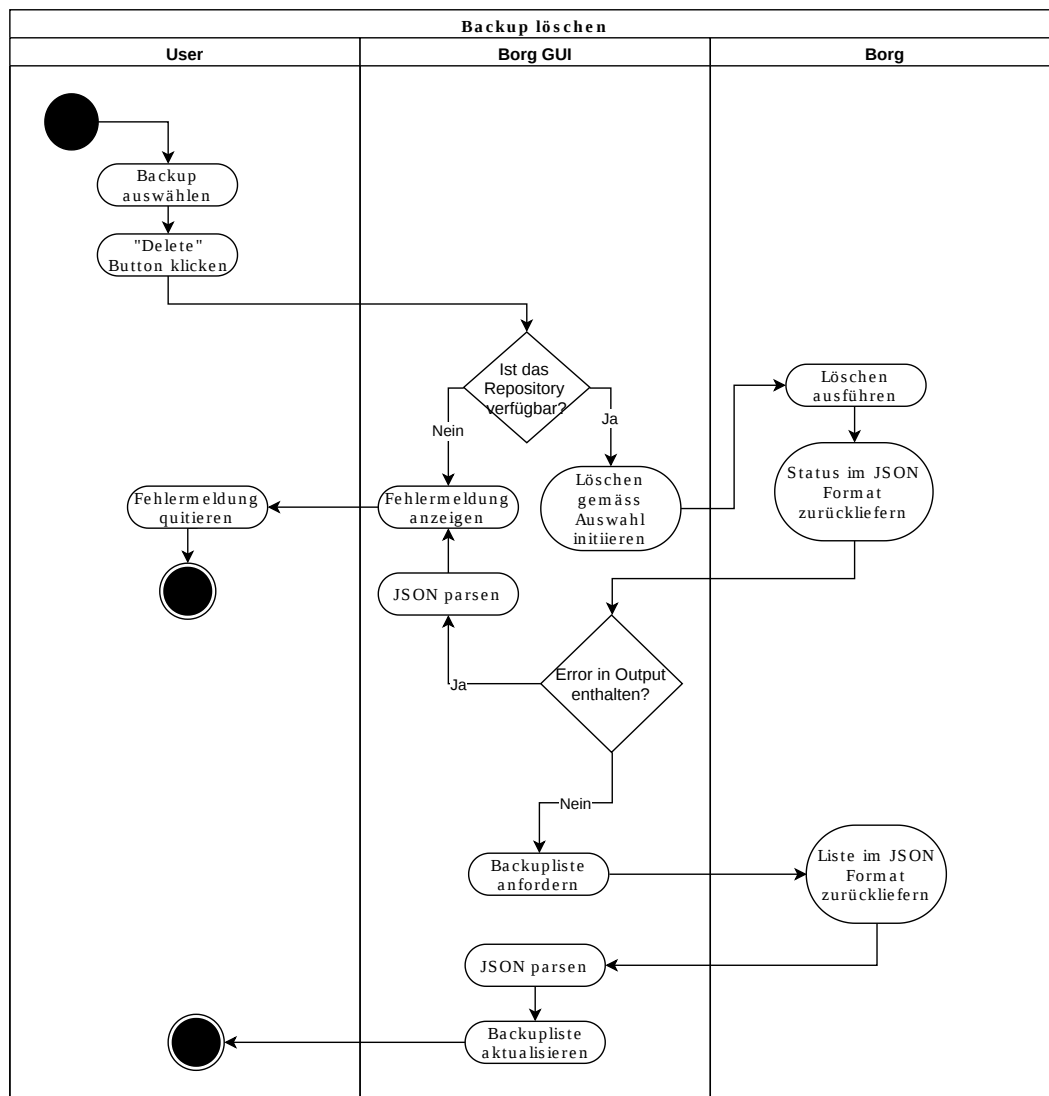 Backup löschen
User
Borg GUI
Borg
Backup
auswählen
"Delete"
Button klicken
Ist das
Repository
verfügbar?
Nein
Ja
Löschen
ausführen
Status im JSON
Format
zurückliefern
Löschen
gemäss
Auswahl
initiieren
Fehlermeldung
anzeigen
Fehlermeldung
quitieren
JSON parsen
Error in Output
enthalten?
Ja
Nein
Backupliste
anfordern
Liste im JSON
Format
zurückliefern
JSON parsen
Backupliste
aktualisieren